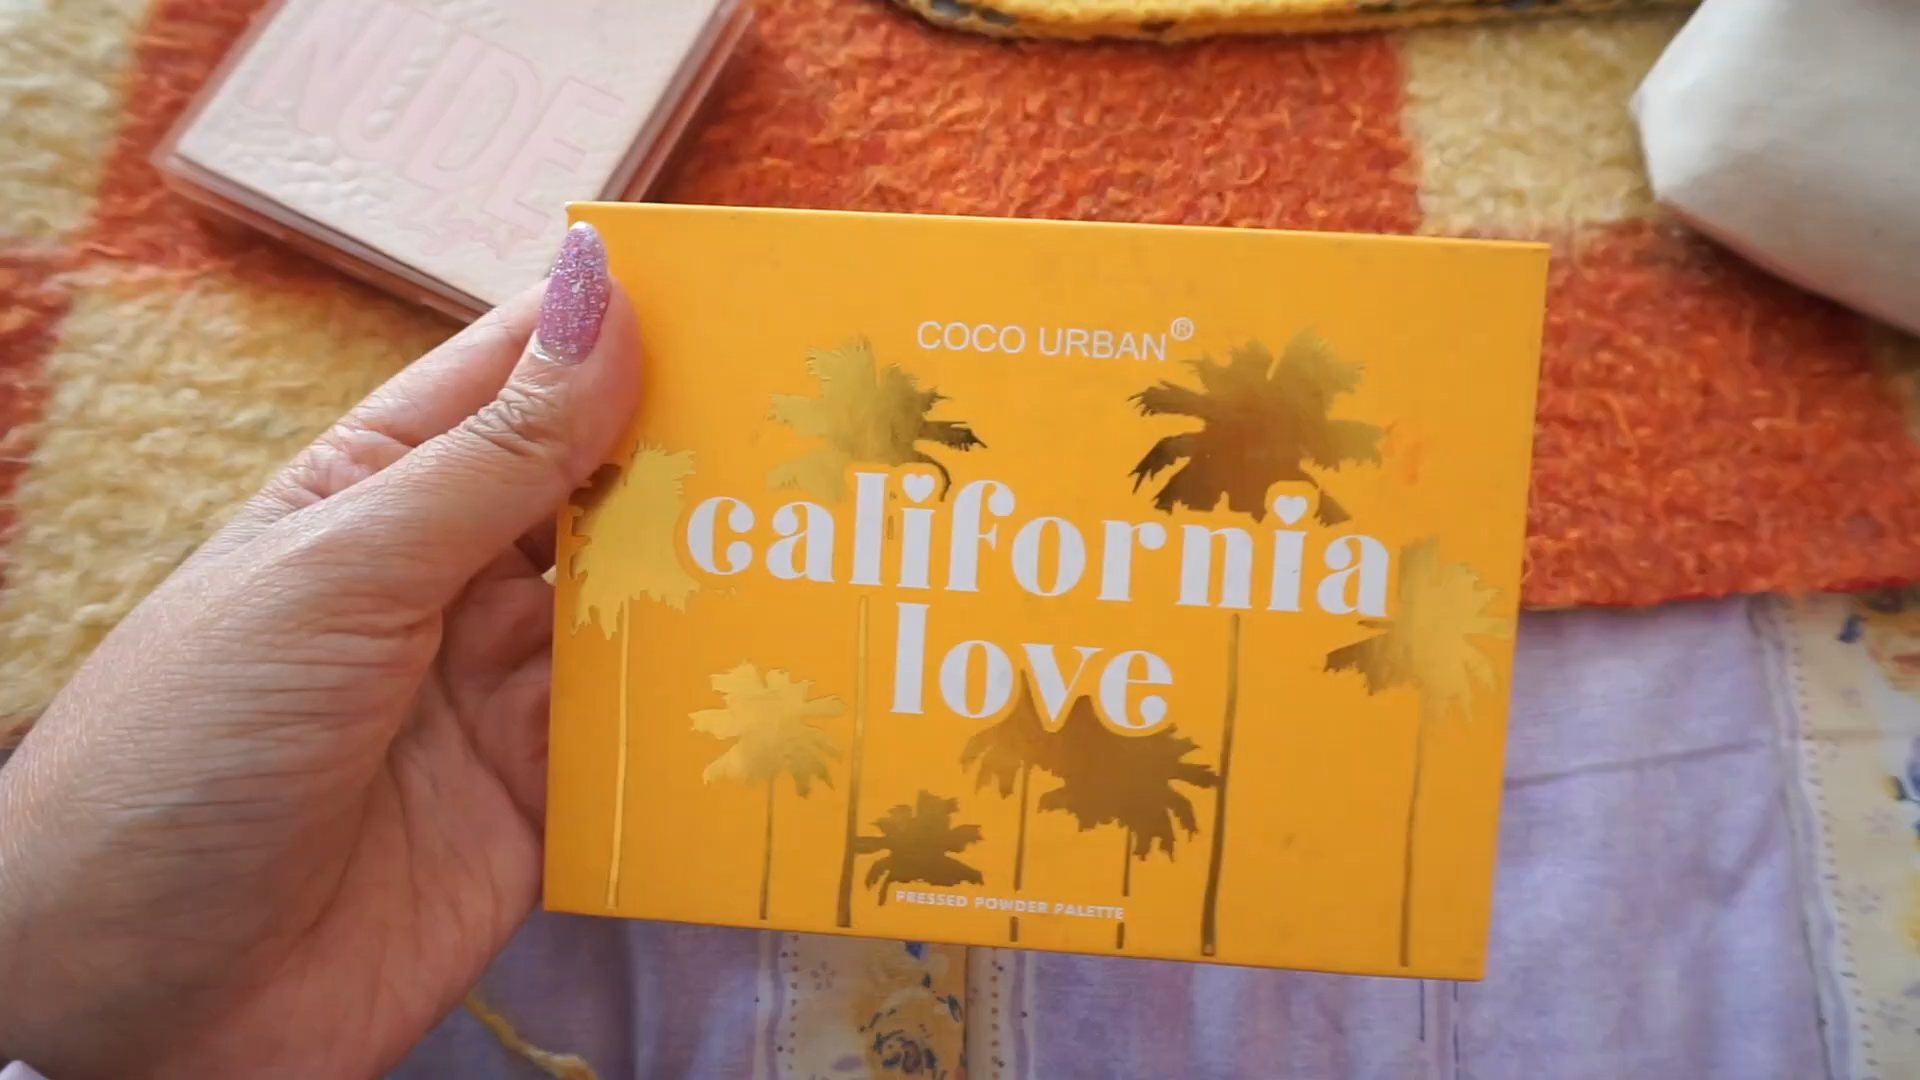 NUDE
COCO URBAN®
california
love
PRESSED POWDER PALETTE